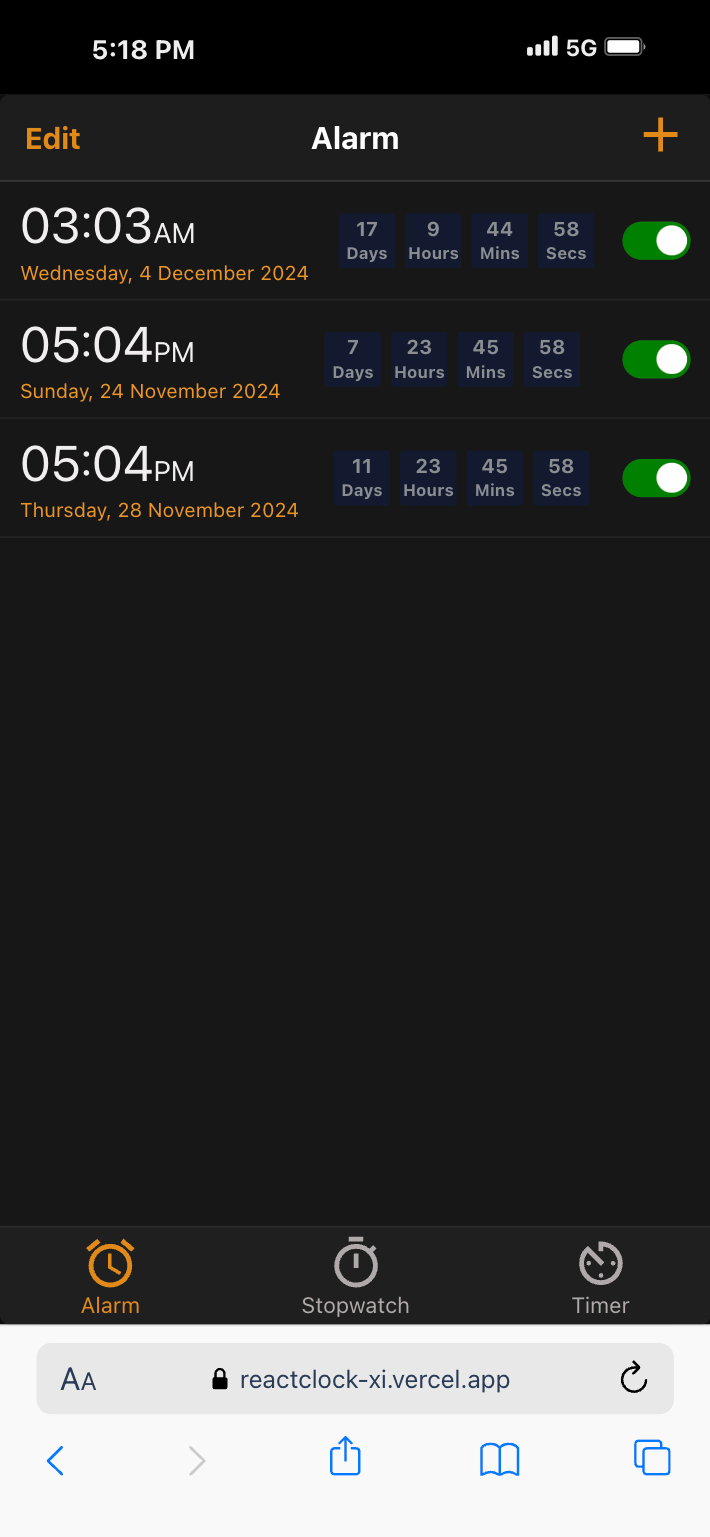 5:18 PM 5G
Edit Alarm +
03:03AM
17 9 44 58
Days Hours Mins Secs
Wednesday, 4 December 2024
05:04PM
7 23 45 58
Days Hours Mins Secs
Sunday, 24 November 2024
05:04PM
11 23 45 58
Days Hours Mins Secs
Thursday, 28 November 2024
Alarm Stopwatch Timer
AA reactclock-xi.vercel.app